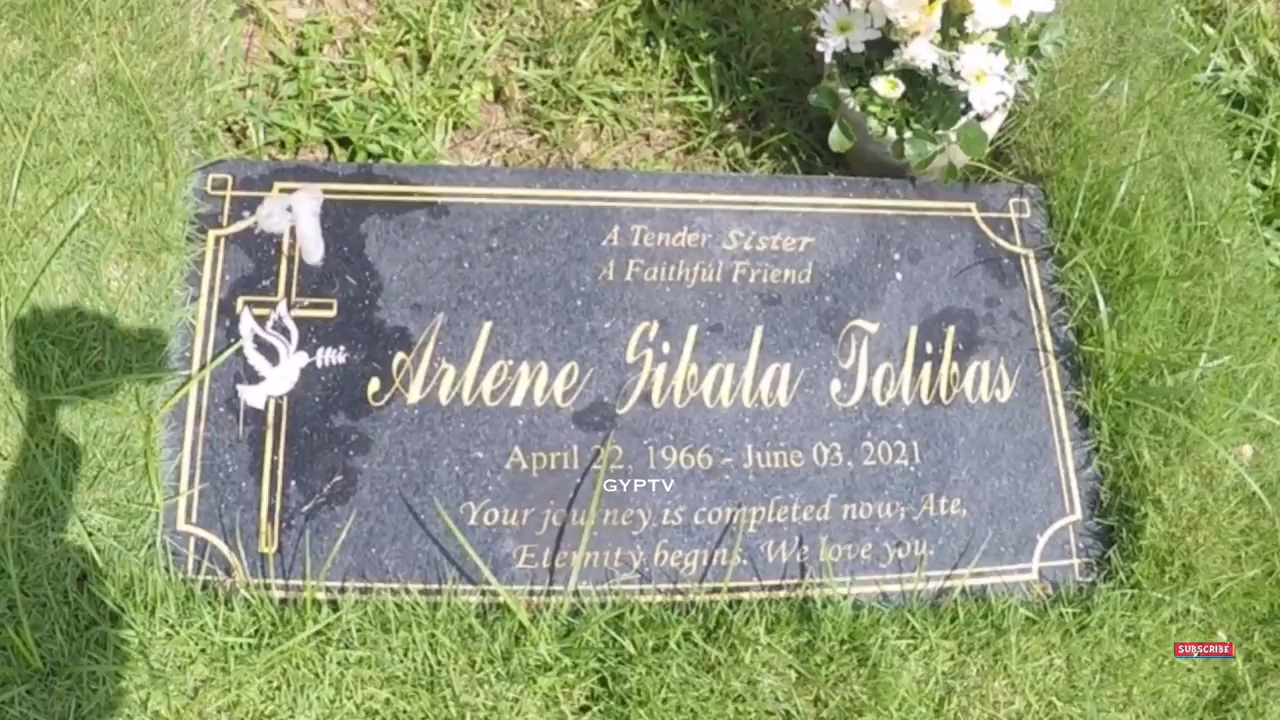 A Tender Sister
A Faithful Friend
Arlene Gibala Tolibas
April 22, 1966 - June 03, 2021
GYPTV
Your journey is completed now, Ate,
Eternity begins. We love you.
SUBSCRIBE